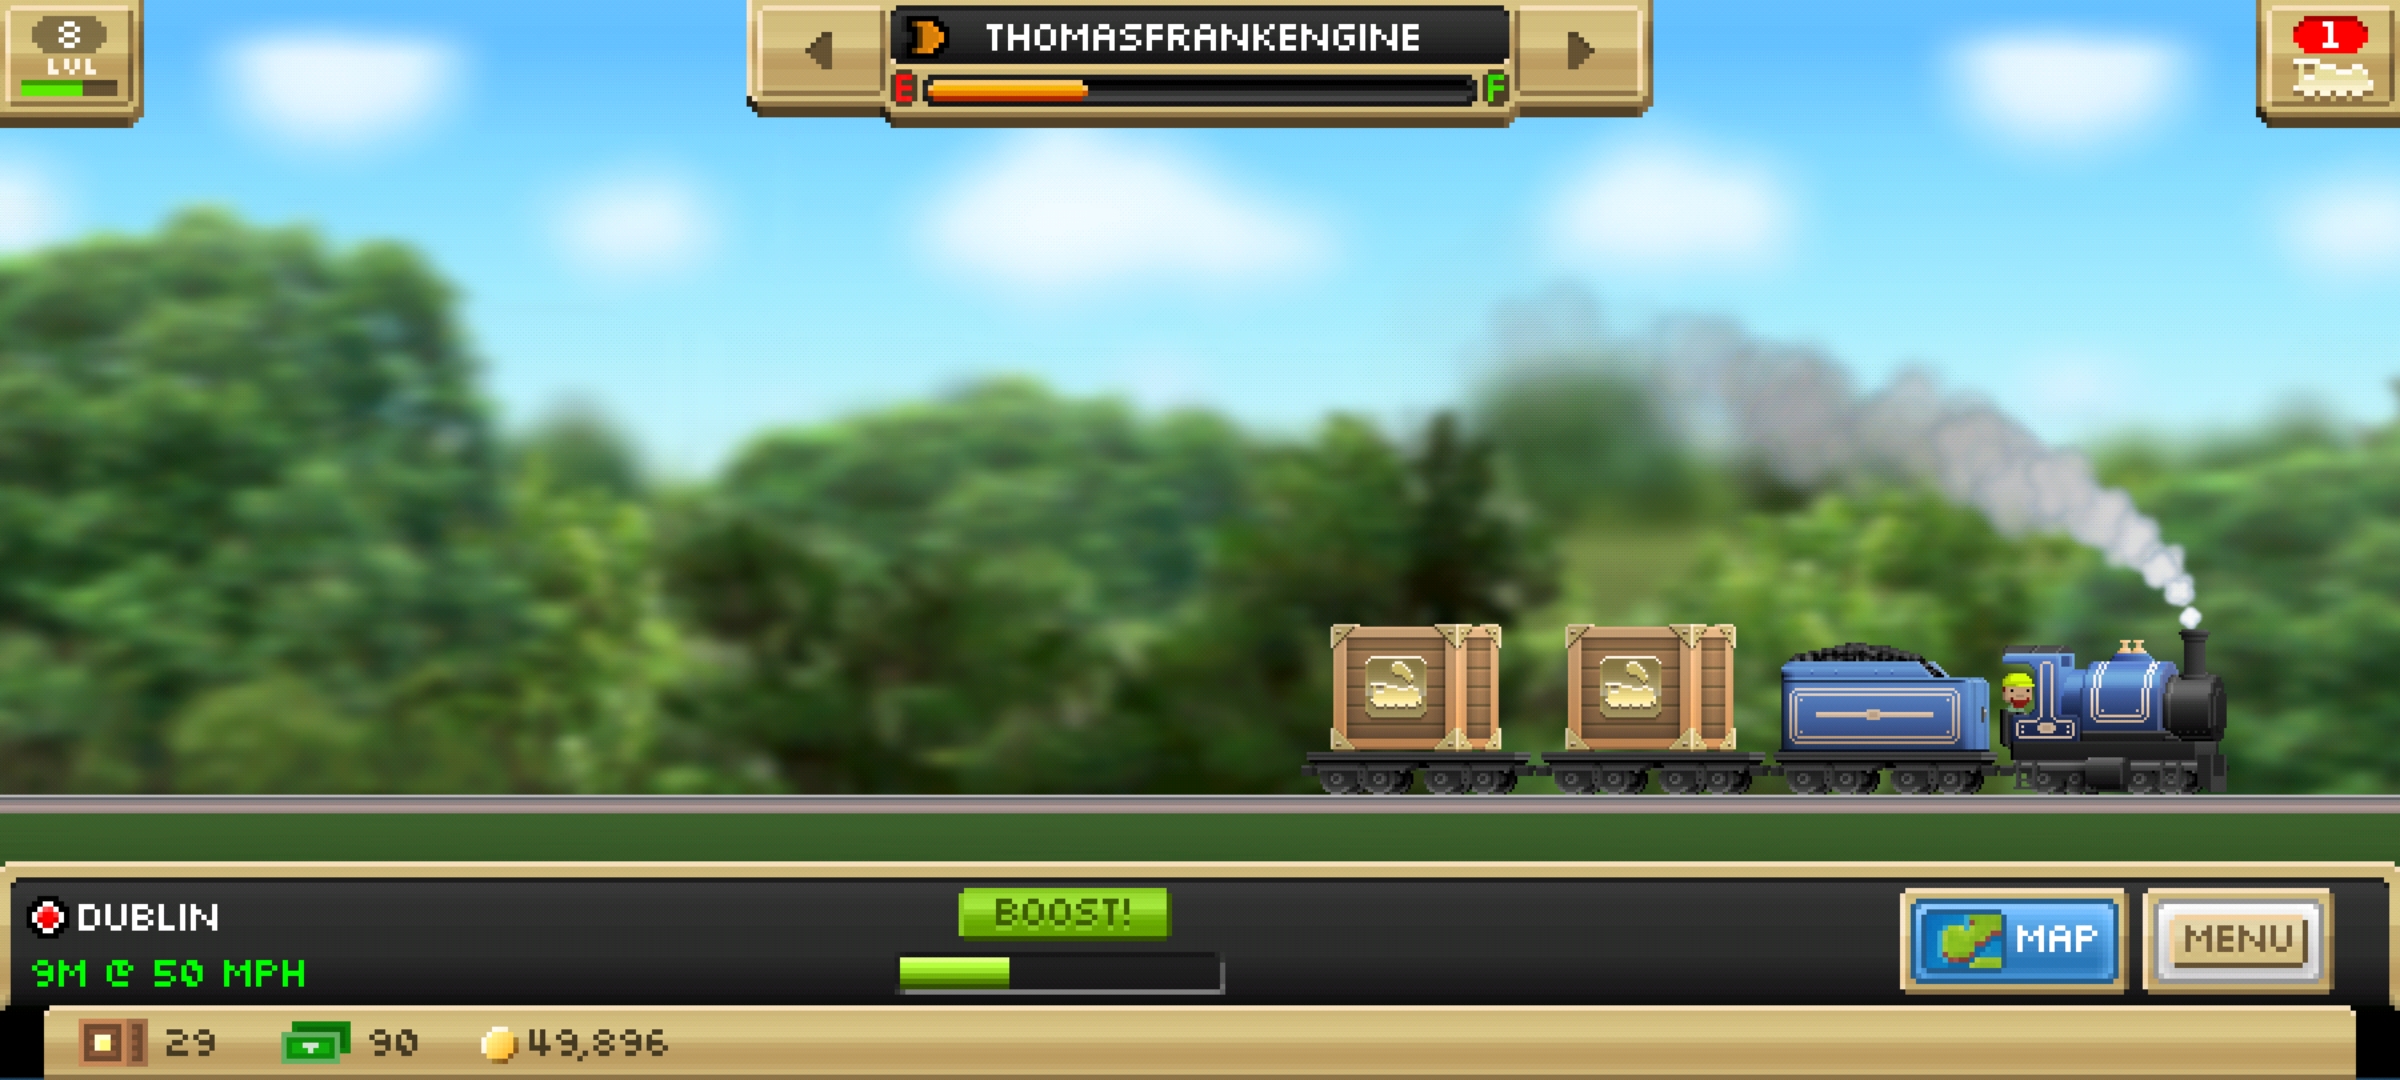 8
LVL
THOMASFRANKENGINE
E F
1
DUBLIN
9M @ 50 MPH
BOOST!
MAP
MENU
29 90 49,896